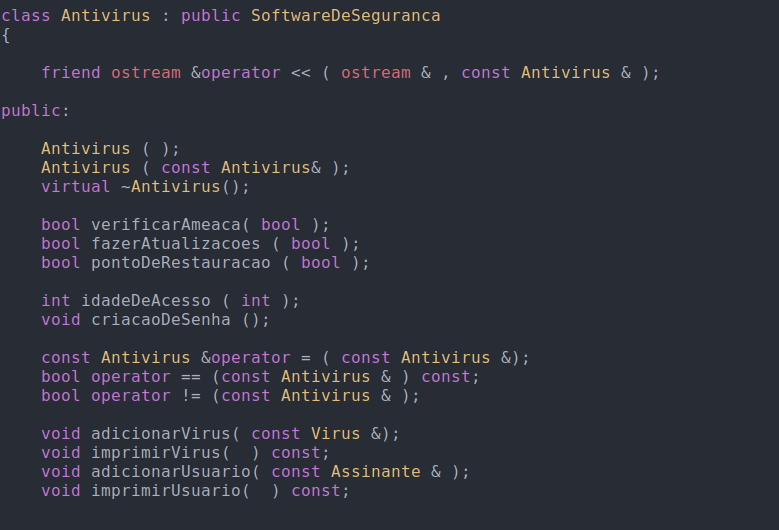 class Antivirus : public SoftwareDeSeguranca
{
friend ostream &operator << ( ostream & , const Antivirus & );
public:
Antivirus ( );
Antivirus ( const Antivirus& );
virtual ~Antivirus();
bool verificarAmeaca( bool );
bool fazerAtualizacoes ( bool );
bool pontoDeRestauracao ( bool );
int idadeDeAcesso ( int );
void criacaoDeSenha ();
const Antivirus &operator = ( const Antivirus &);
bool operator == (const Antivirus & ) const;
bool operator != (const Antivirus & );
void adicionarVirus( const Virus &);
void imprimirVirus(  ) const;
void adicionarUsuario( const Assinante & );
void imprimirUsuario(  ) const;